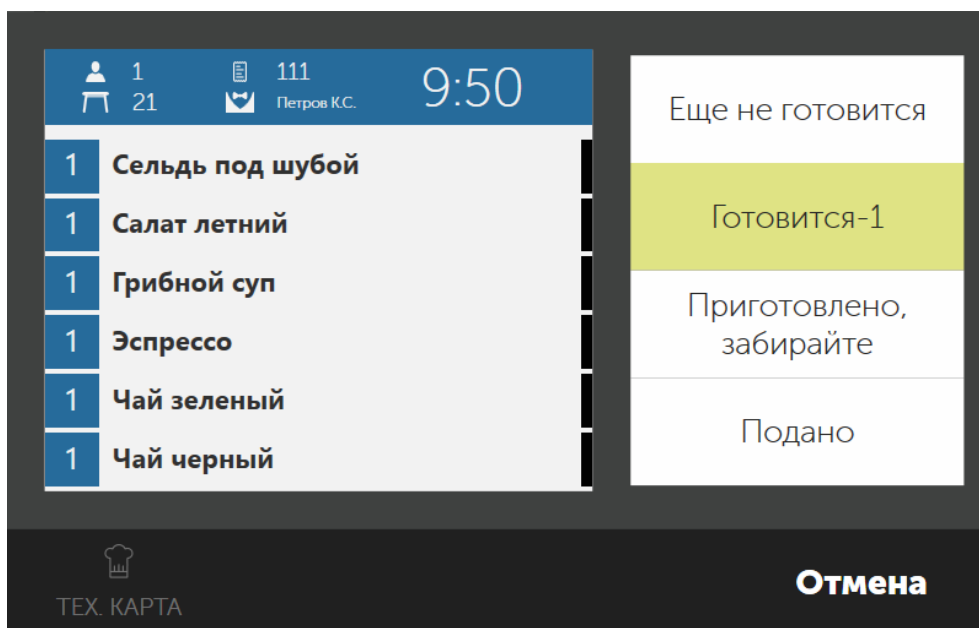 1 111 9:50
21 Петров К.С.
1 Сельдь под шубой
1 Салат летний
1 Грибной суп
1 Эспрессо
1 Чай зеленый
1 Чай черный
Еще не готовится
Готовится-1
Приготовлено,
забирайте
Подано
ТЕХ. КАРТА
Отмена